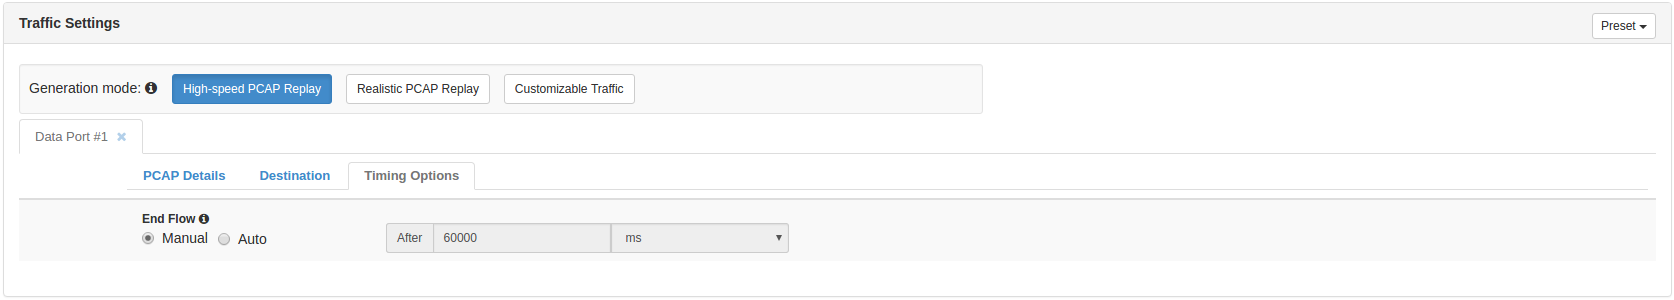 Traffic Settings
Preset
Generation mode: High-speed PCAP Replay Realistic PCAP Replay Customizable Traffic
Data Port #1
PCAP Details Destination Timing Options
End Flow
Manual Auto After 60000 ms